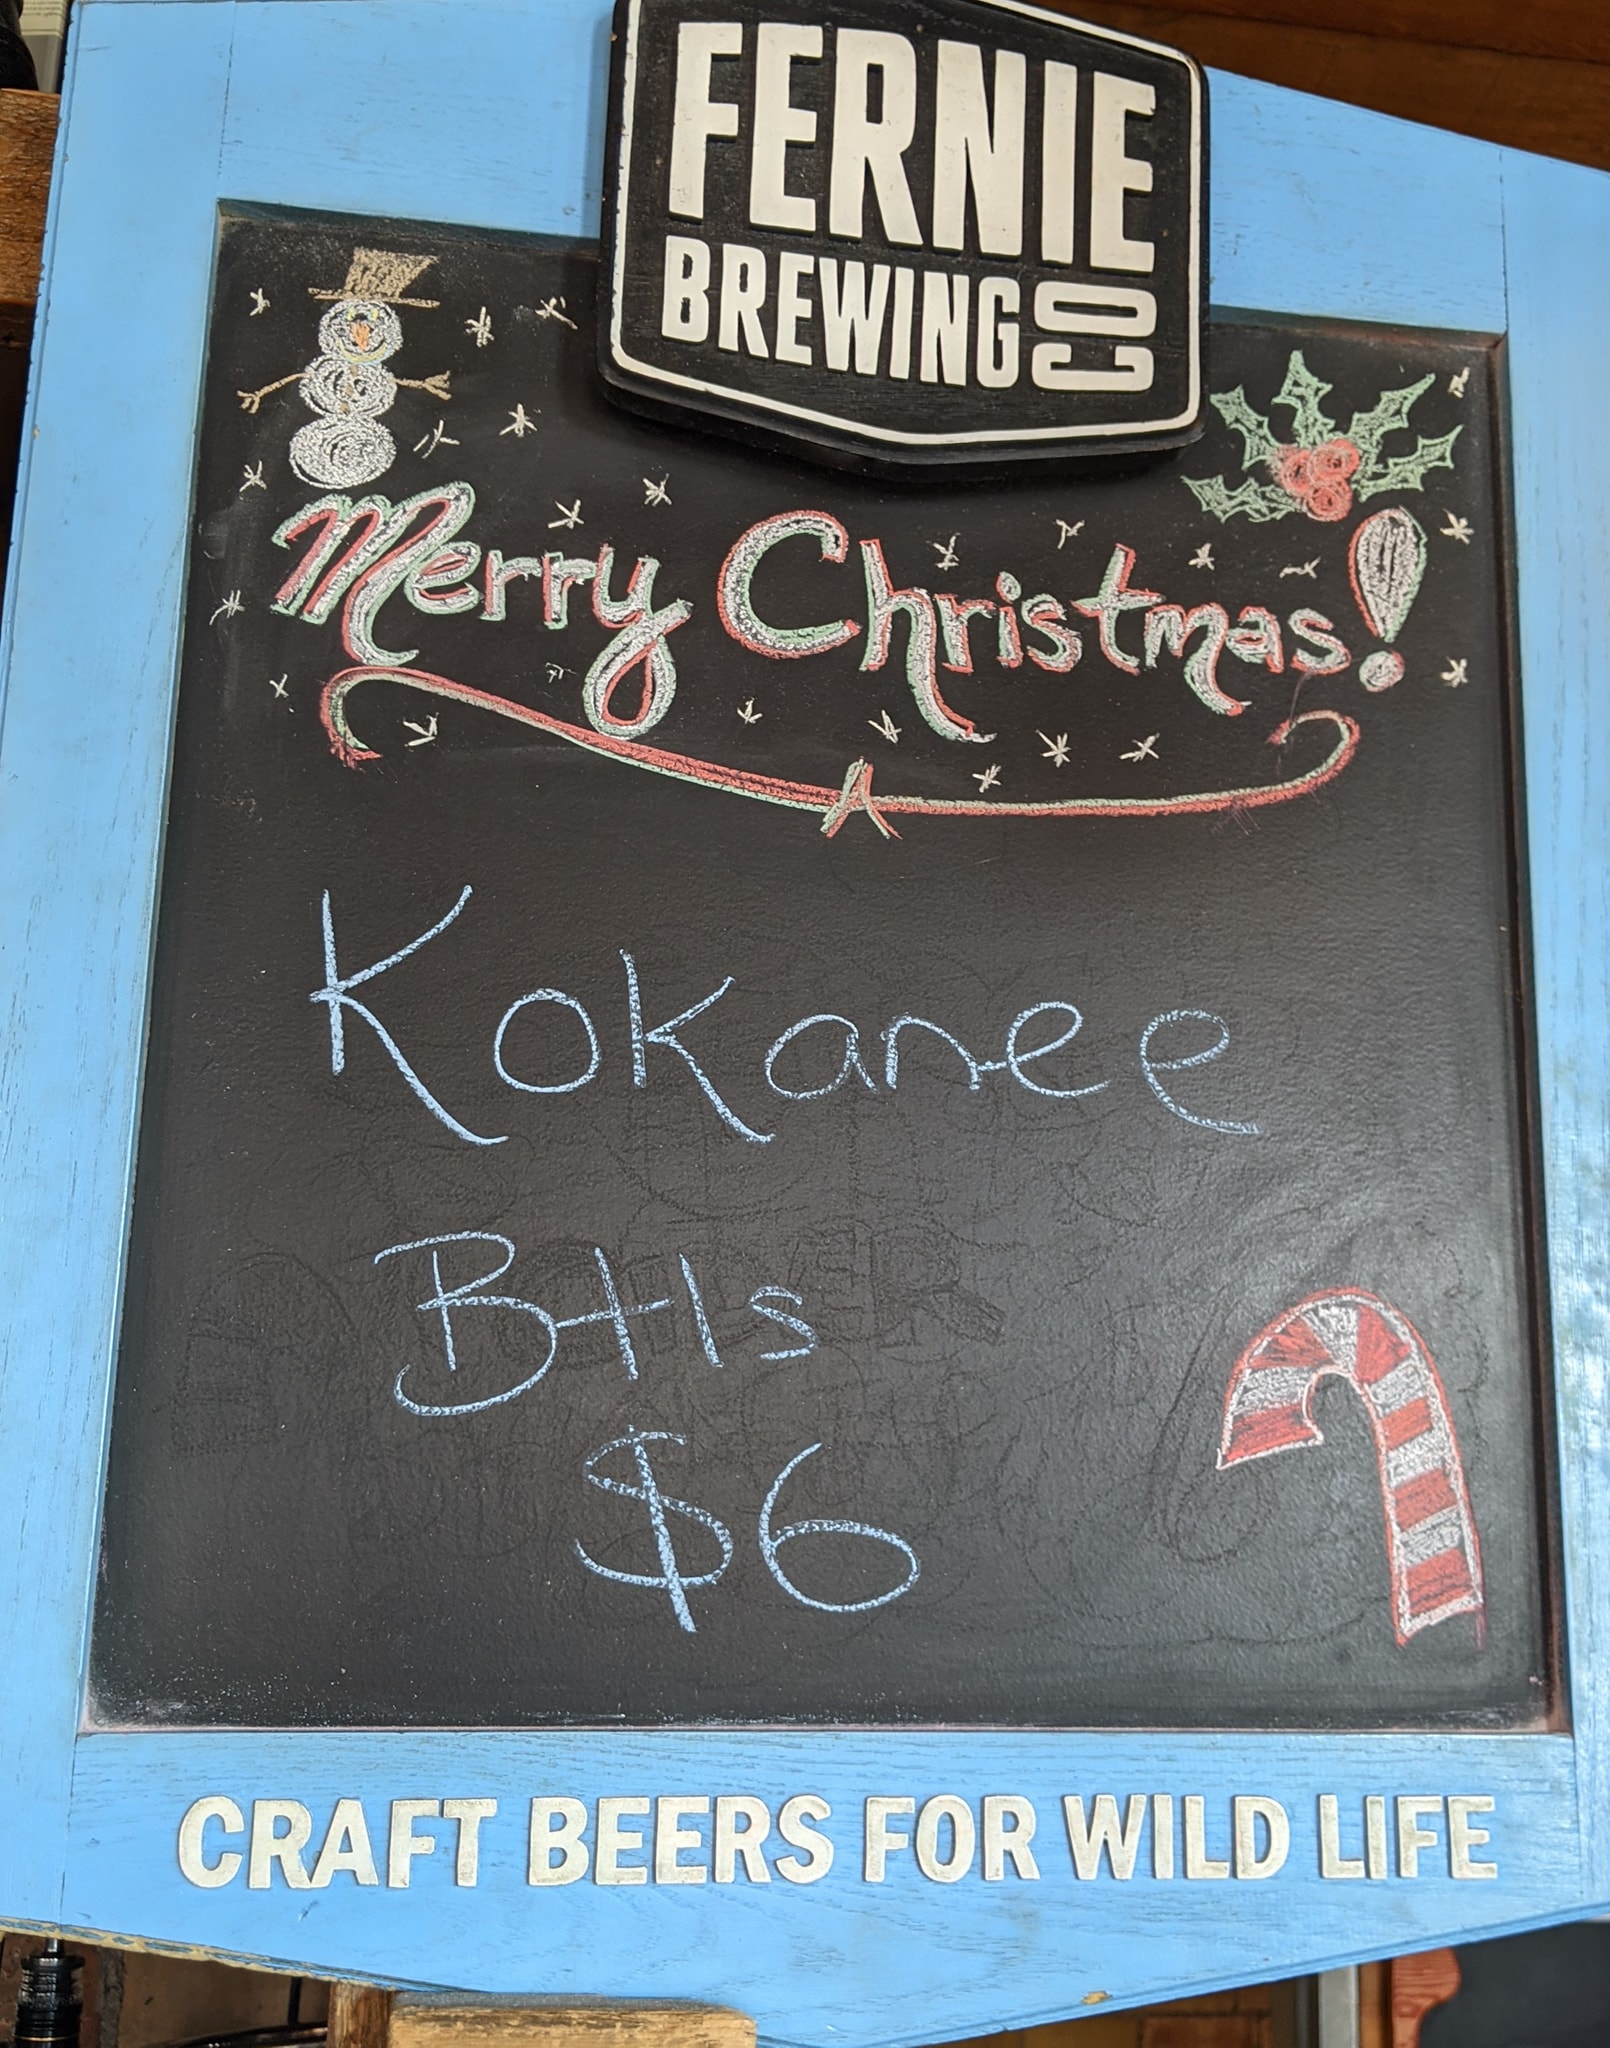 FERNIE
BREWING CO
Merry Christmas!
Kokanee
Btls
$6
CRAFT BEERS FOR WILD LIFE